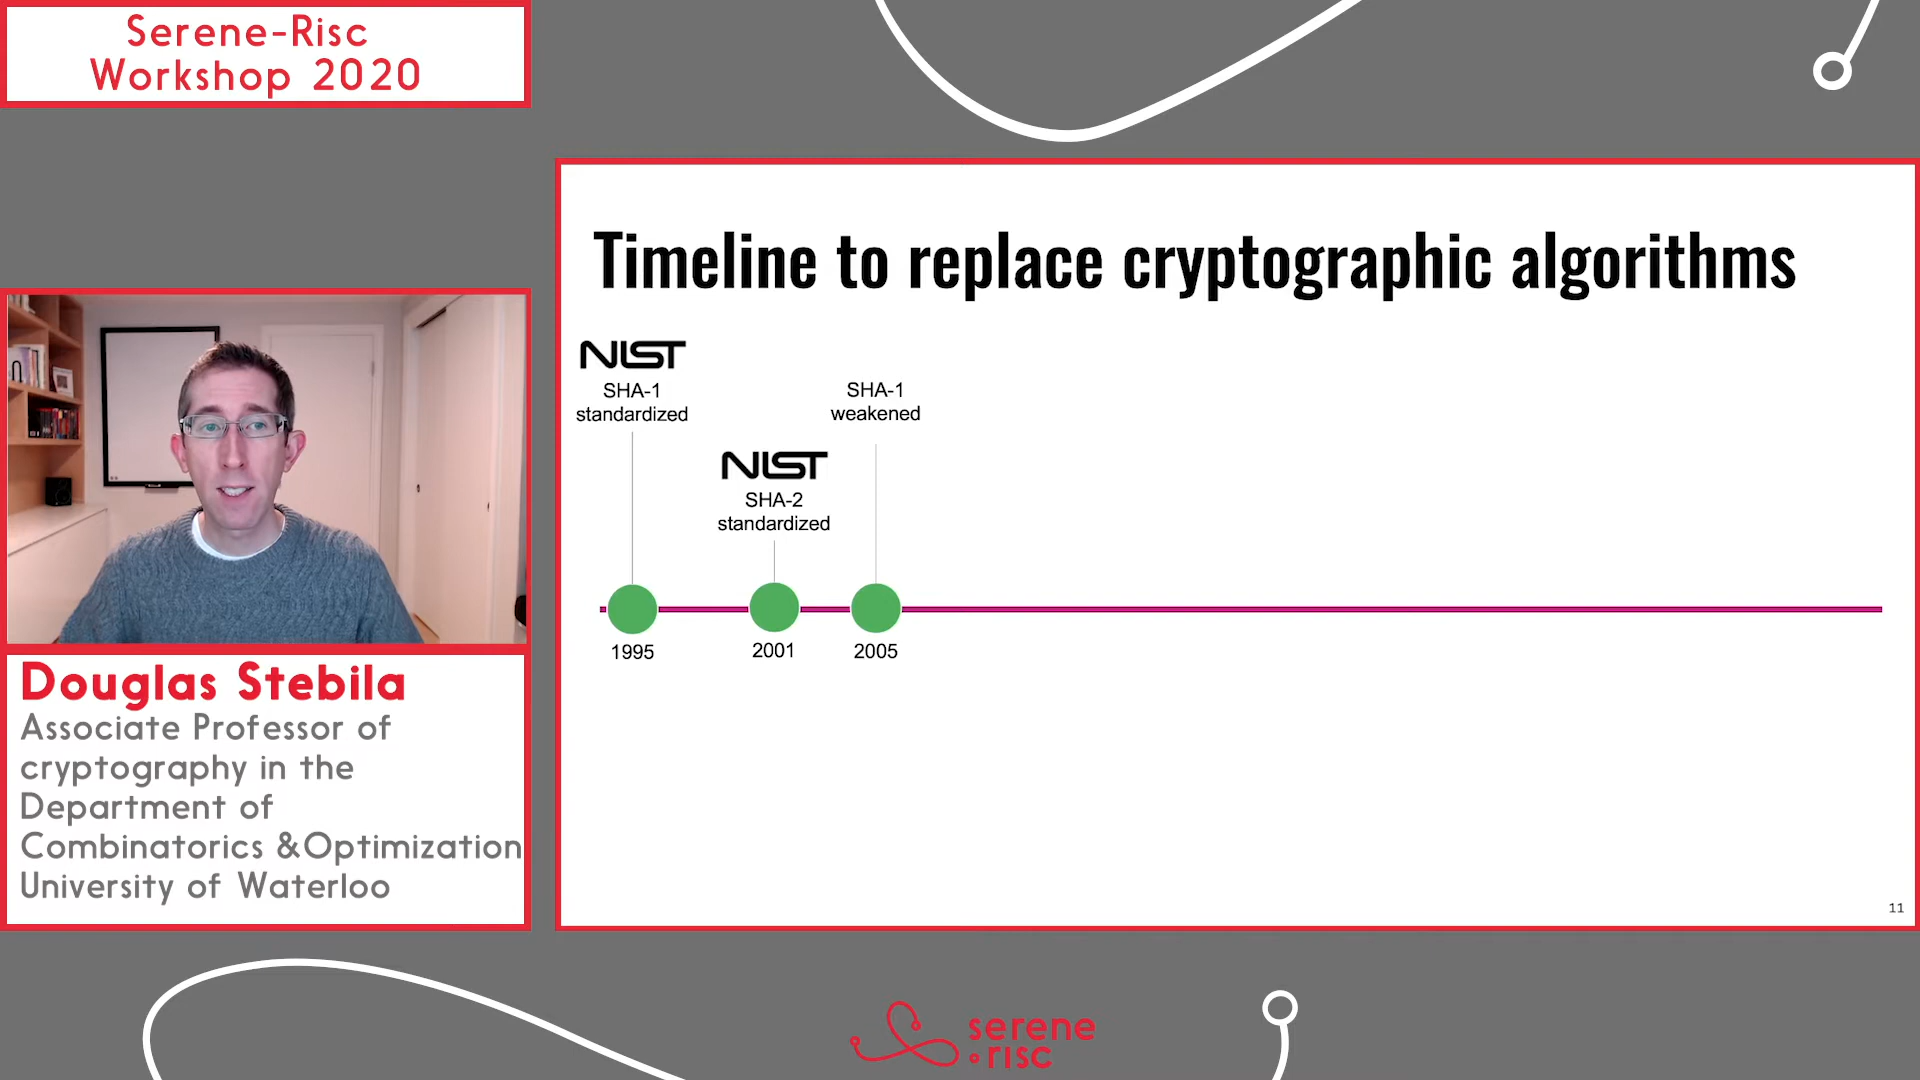 Serene-Risc
Workshop 2020
Timeline to replace cryptographic algorithms
NIST
SHA-1
standardized
SHA-1
weakened
NIST
SHA-2
standardized
1995
2001
2005
11
Douglas Stebila
Associate Professor of
cryptography in the
Department of
Combinatorics &Optimization
University of Waterloo
serene
risc